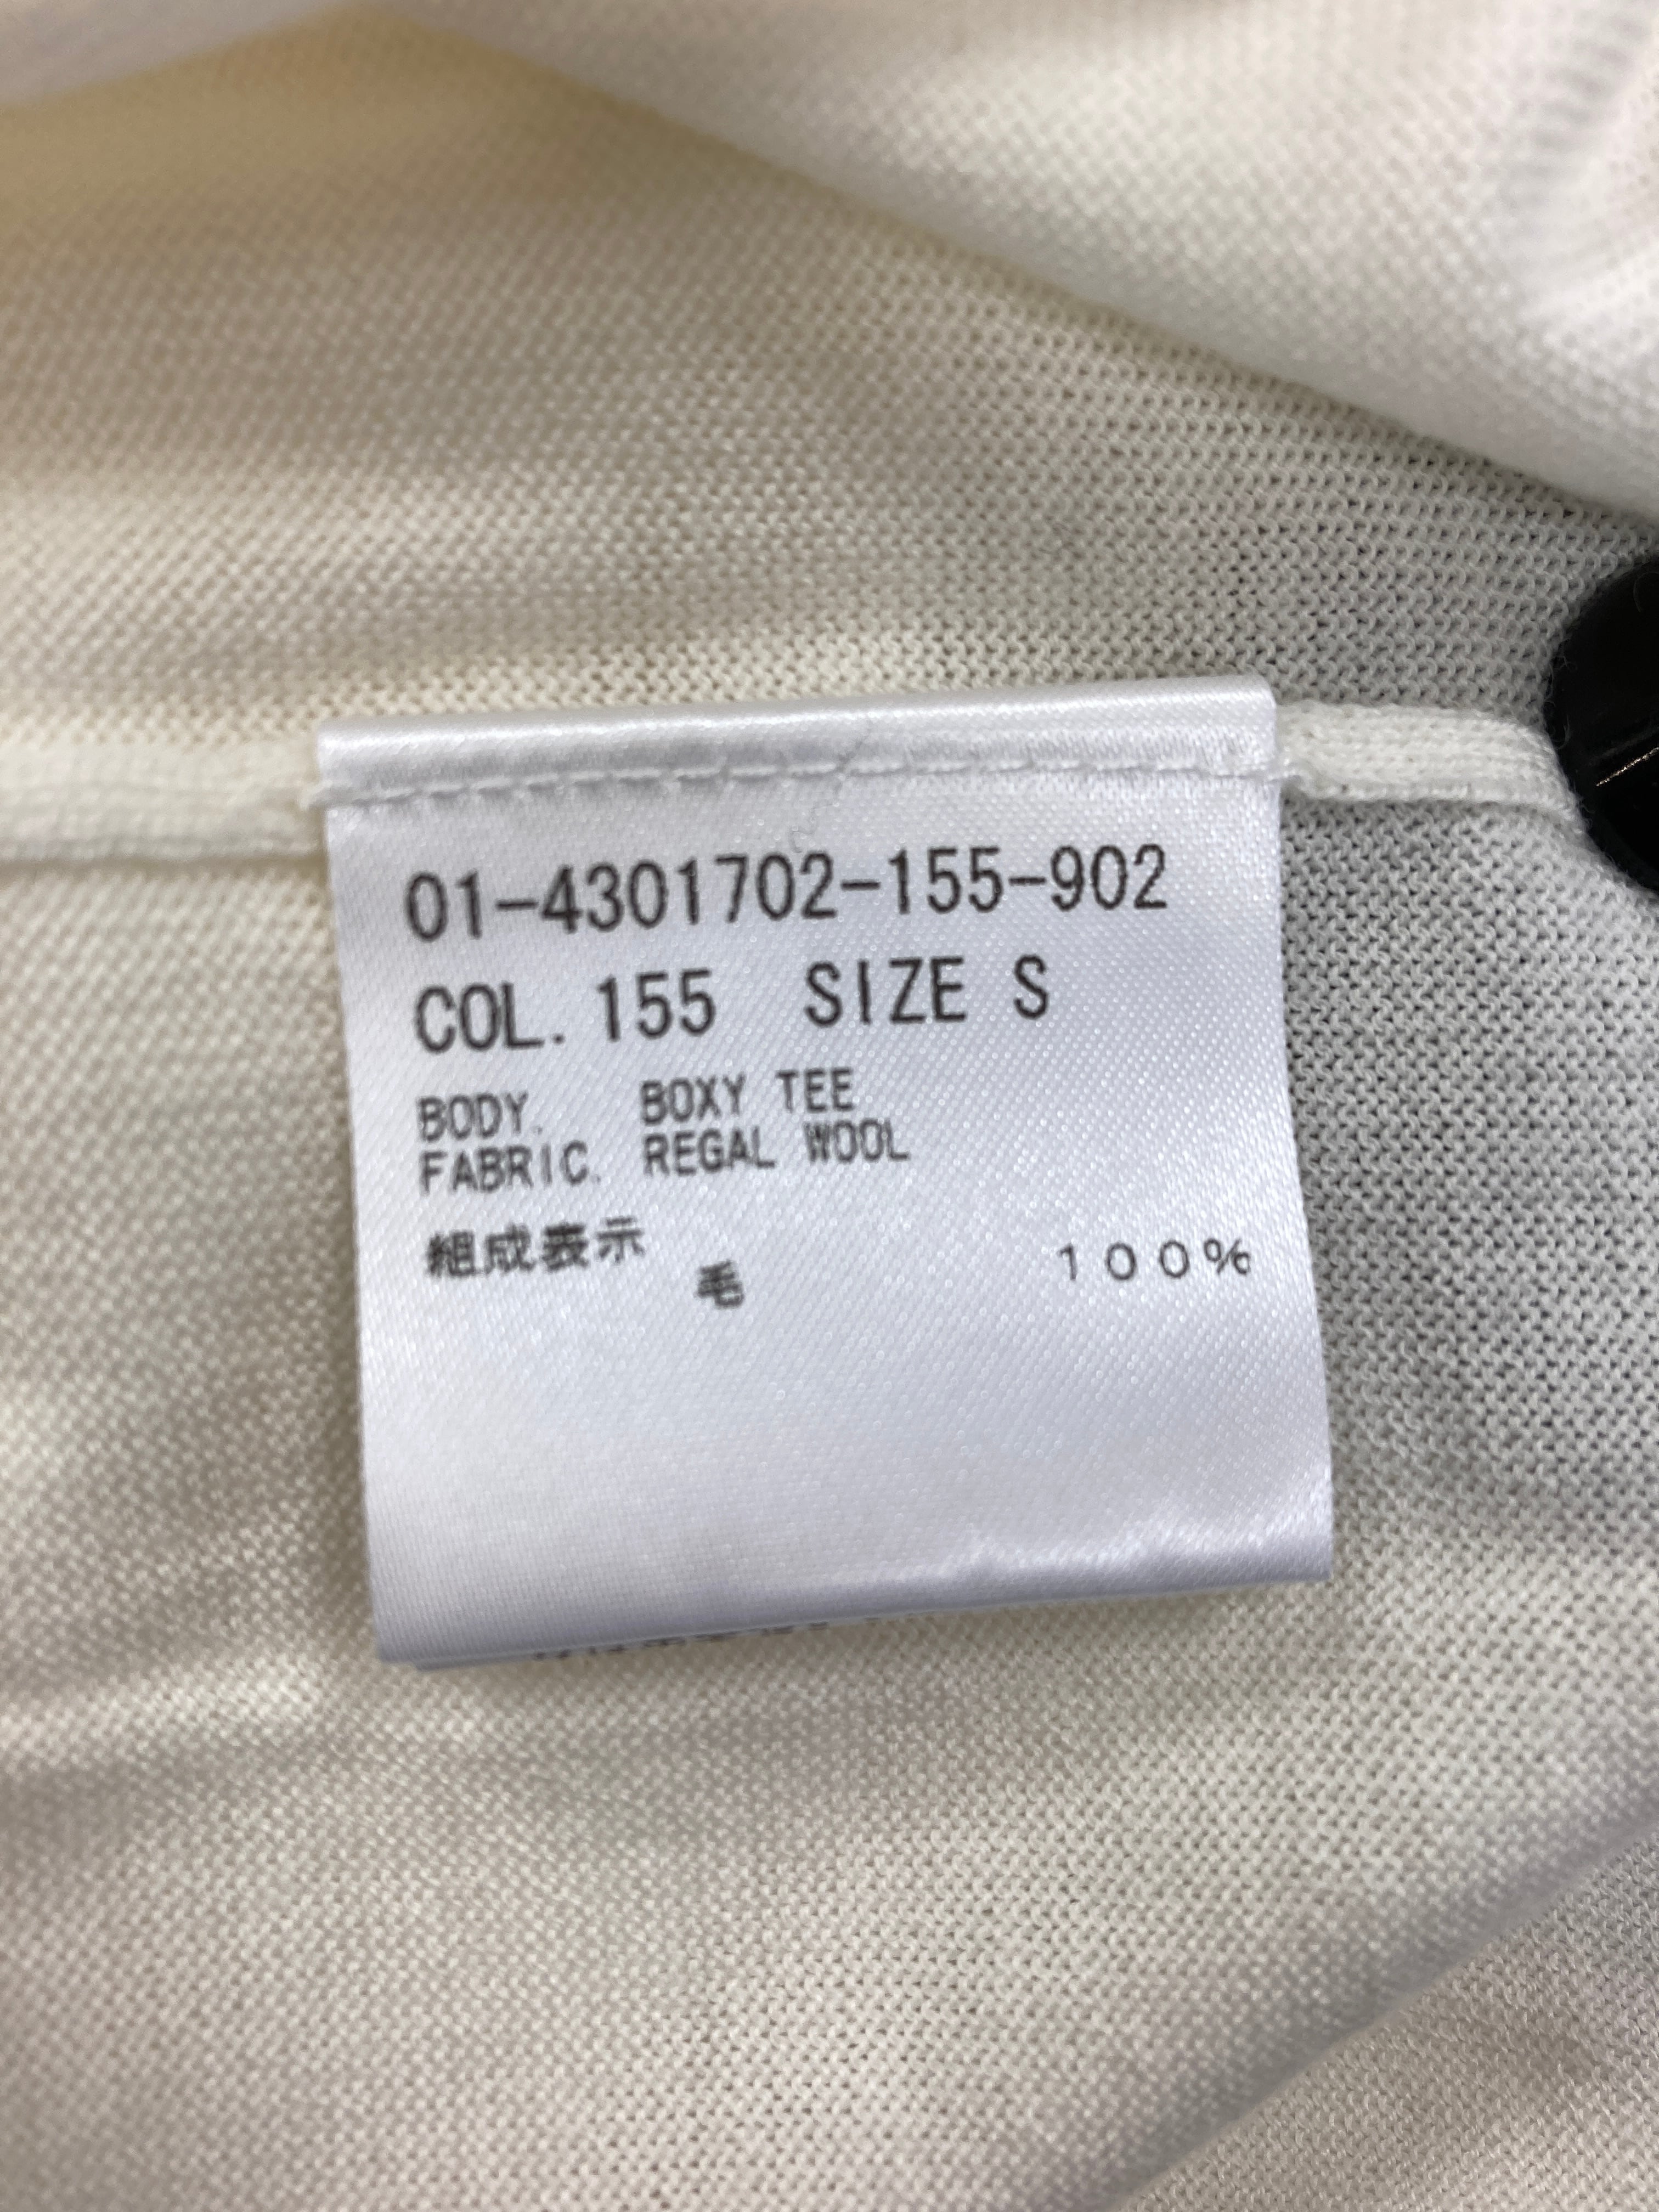 01-4301702-155-902
COL. 155 SIZE S
BODY. BOXY TEE
FABRIC. REGAL WOOL
組成表示
毛 100%